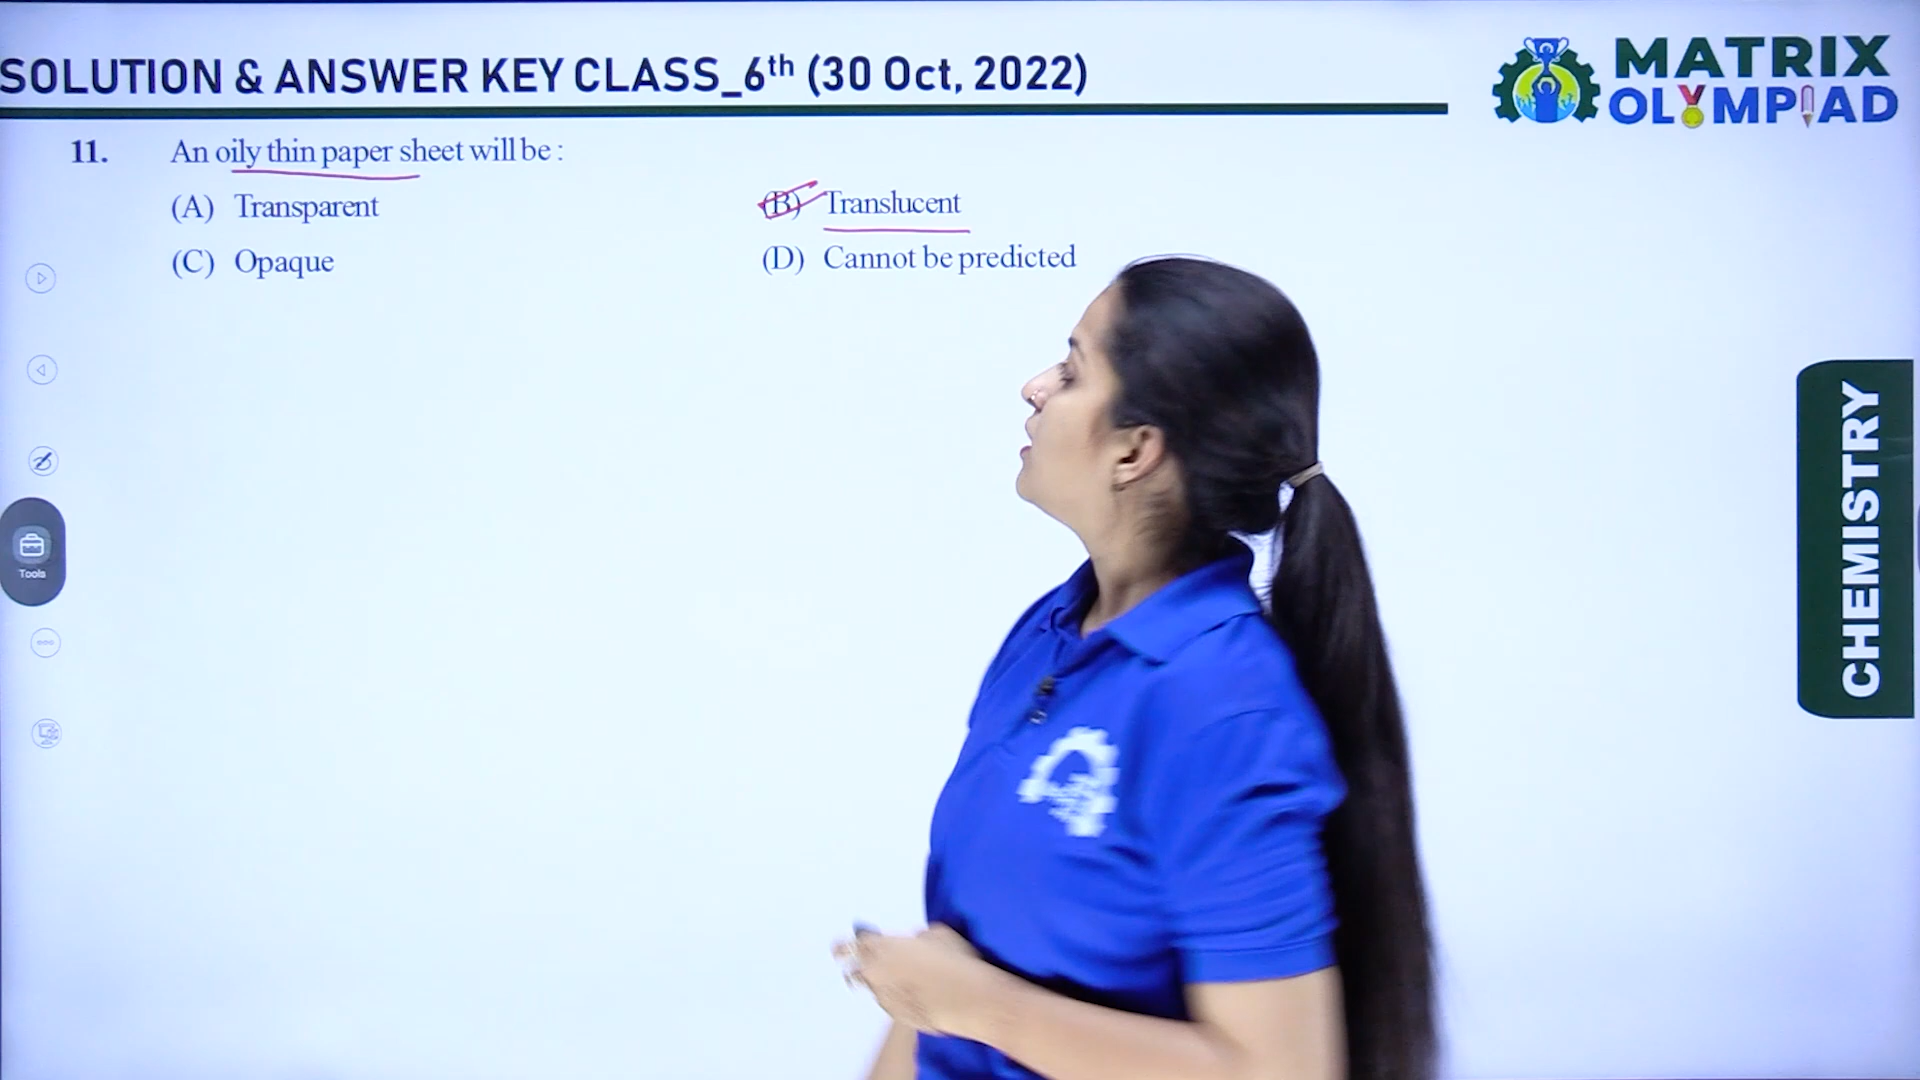 SOLUTION & ANSWER KEY CLASS_6th (30 Oct, 2022)
MATRIX
OLYMPIAD
11. An oily thin paper sheet will be :
(A) Transparent (B) Translucent
(C) Opaque (D) Cannot be predicted
Tools
CHEMISTRY